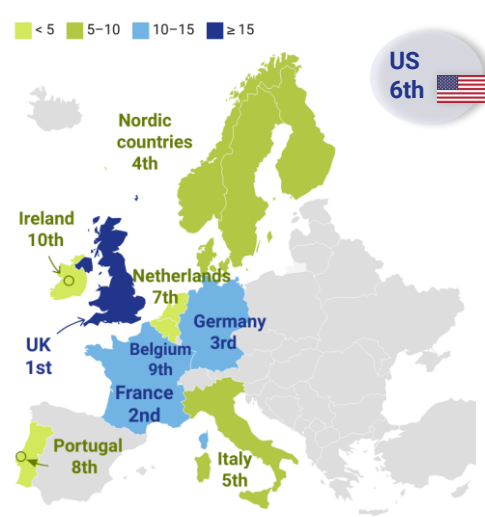 < 5 5–10 10–15 ≥ 15
US
6th
Nordic
countries
4th
Ireland
10th
Netherlands
7th
UK
1st
Germany
3rd
Belgium
9th
France
2nd
Portugal
8th
Italy
5th